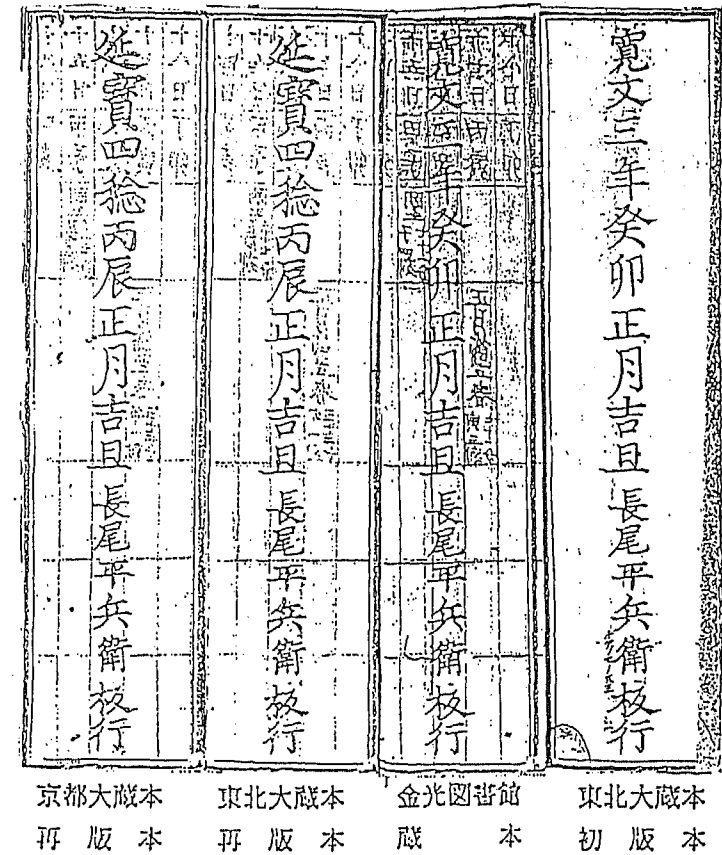 寛文三年癸卯正月吉旦長尾平兵衛板行
寛文三年癸卯正月吉旦長尾平兵衛板行
延寶四稔丙辰正月吉旦長尾平兵衛板行
延寶四稔丙辰正月吉旦長尾平兵衛板行
東北大蔵本
初版本
金光図書館
蔵本
東北大蔵本
再版本
京都大蔵本
再版本